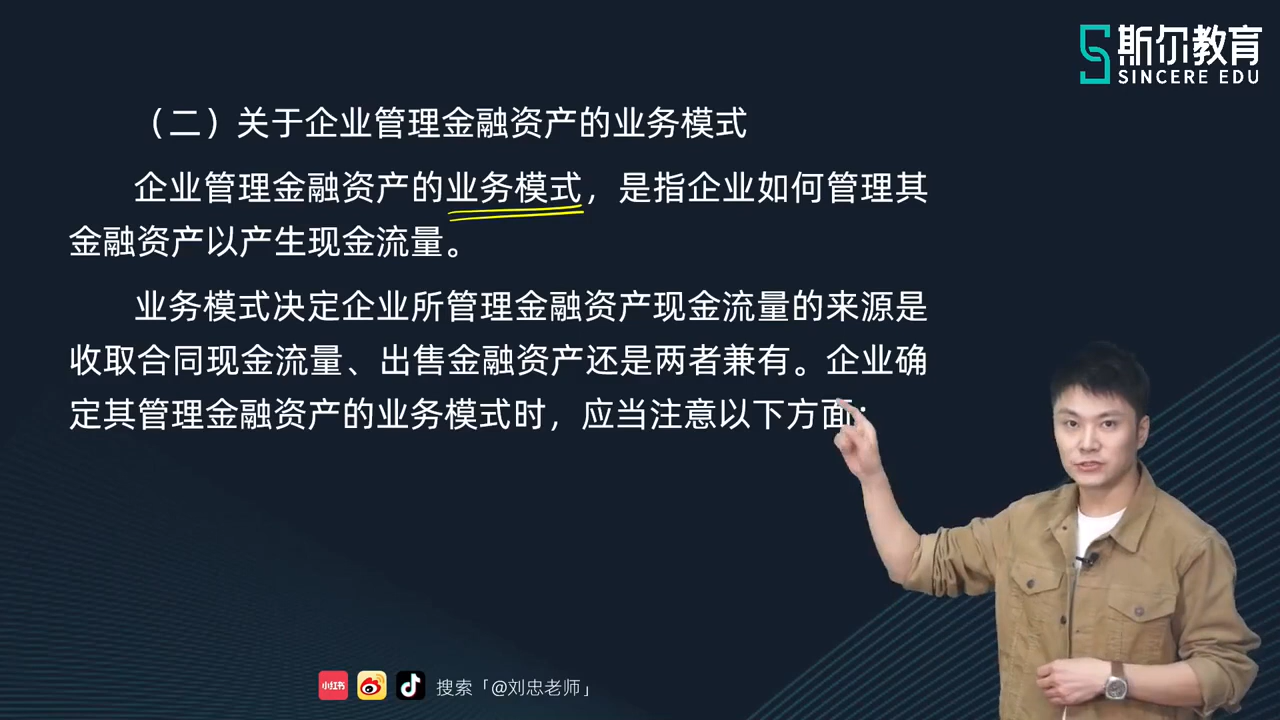 斯尔教育
SINCERE EDU
（二）关于企业管理金融资产的业务模式
企业管理金融资产的业务模式，是指企业如何管理其
金融资产以产生现金流量。
业务模式决定企业所管理金融资产现金流量的来源是
收取合同现金流量、出售金融资产还是两者兼有。企业确
定其管理金融资产的业务模式时，应当注意以下方面：
小红书
搜索「@刘忠老师」